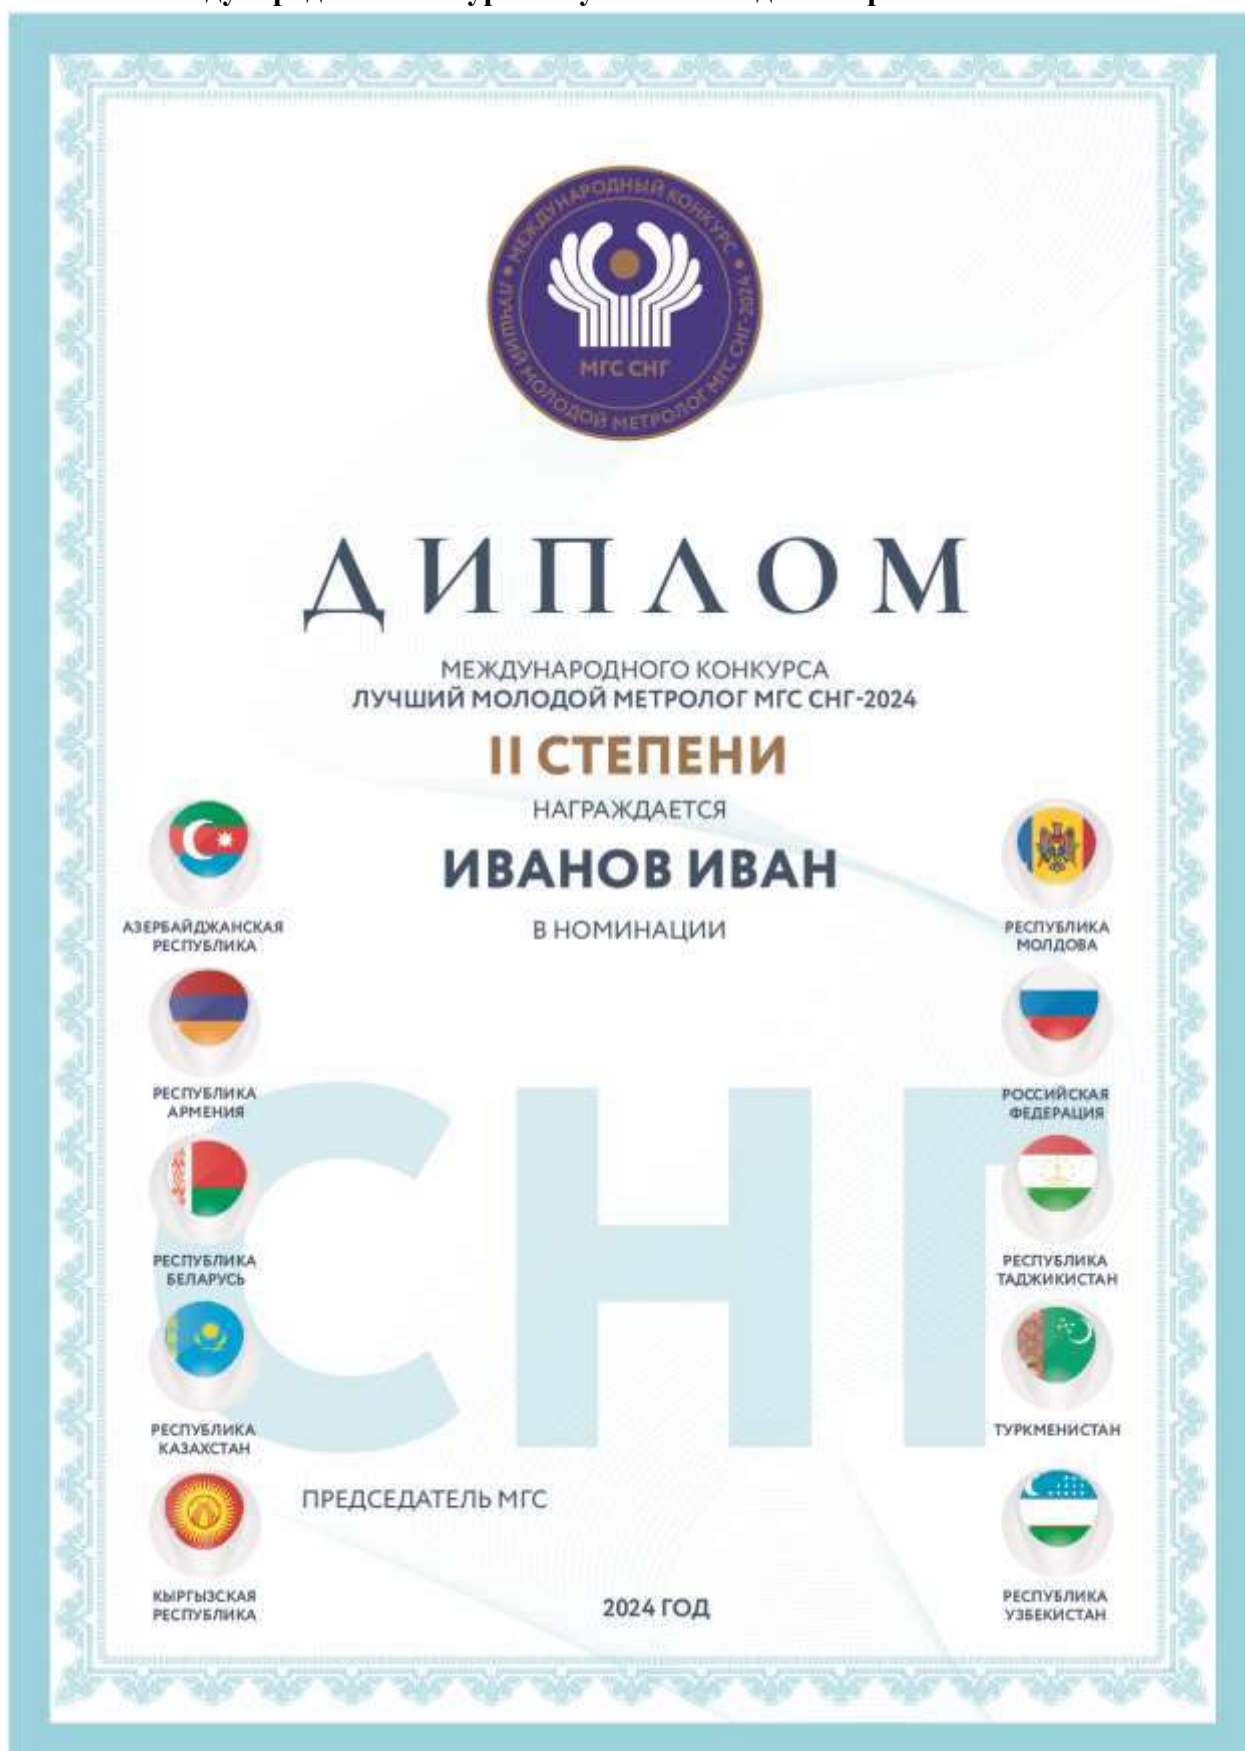 МЕЖДУНАРОДНЫЙ КОНКУРС
ЛУЧШИЙ МОЛОДОЙ МЕТРОЛОГ МГС СНГ-2024
МГС СНГ
ДИПЛОМ
МЕЖДУНАРОДНОГО КОНКУРСА
ЛУЧШИЙ МОЛОДОЙ МЕТРОЛОГ МГС СНГ-2024
II СТЕПЕНИ
НАГРАЖДАЕТСЯ
ИВАНОВ ИВАН
В НОМИНАЦИИ
АЗЕРБАЙДЖАНСКАЯ
РЕСПУБЛИКА
РЕСПУБЛИКА
АРМЕНИЯ
РЕСПУБЛИКА
БЕЛАРУСЬ
РЕСПУБЛИКА
КАЗАХСТАН
КЫРГЫЗСКАЯ
РЕСПУБЛИКА
РЕСПУБЛИКА
МОЛДОВА
РОССИЙСКАЯ
ФЕДЕРАЦИЯ
РЕСПУБЛИКА
ТАДЖИКИСТАН
ТУРКМЕНИСТАН
РЕСПУБЛИКА
УЗБЕКИСТАН
СНГ
ПРЕДСЕДАТЕЛЬ МГС
2024 ГОД